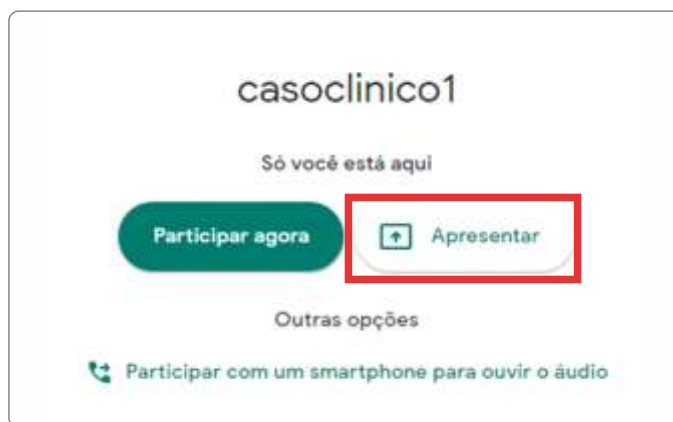 casoclinico1
Só você está aqui
Participar agora Apresentar
Outras opções
Participar com um smartphone para ouvir o áudio